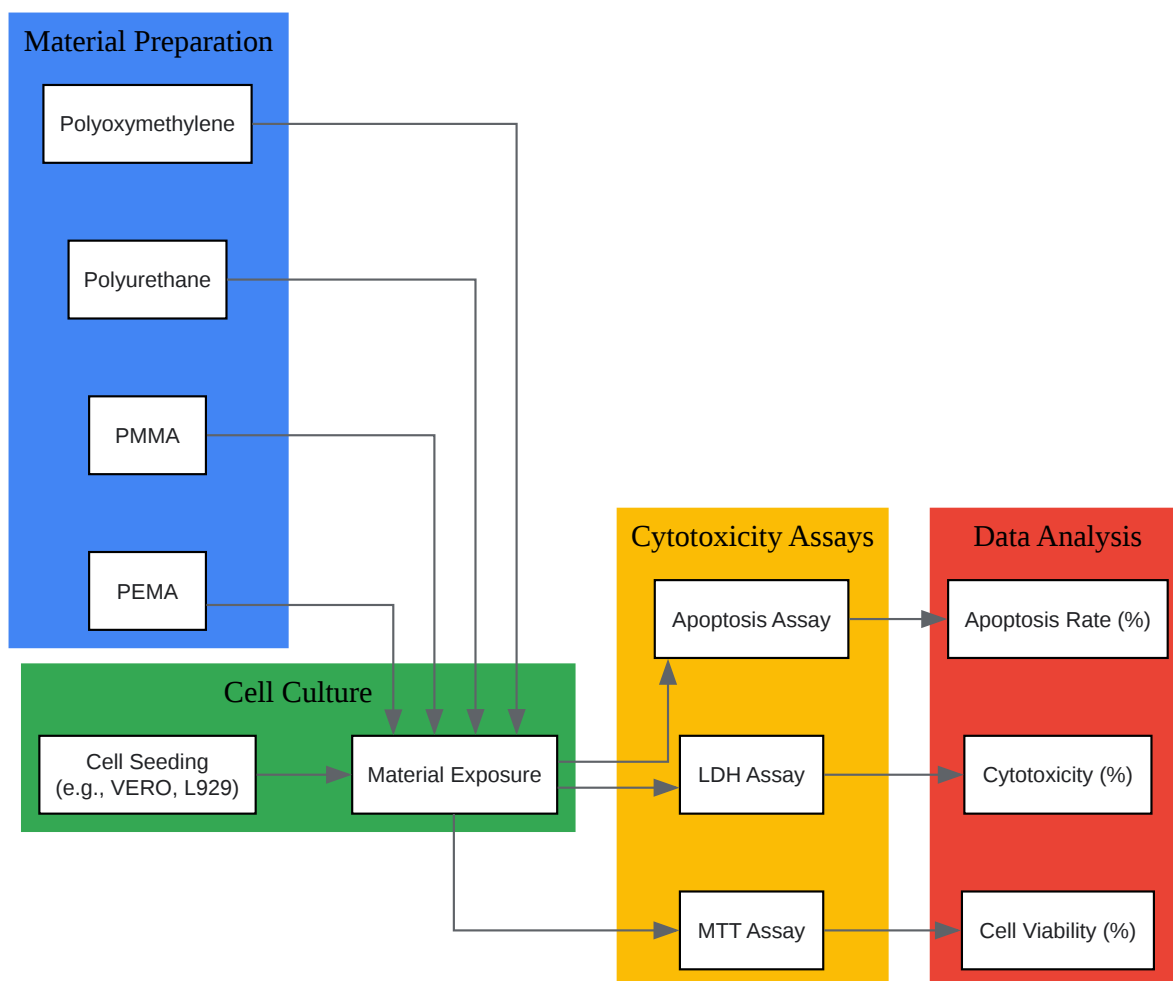 Material Preparation
Polyoxymethylene
Polyurethane
PMMA
PEMA
Cell Culture
Cell Seeding
(e.g., VERO, L929)
Material Exposure
Cytotoxicity Assays
Apoptosis Assay
LDH Assay
MTT Assay
Data Analysis
Apoptosis Rate (%)
Cytotoxicity (%)
Cell Viability (%)